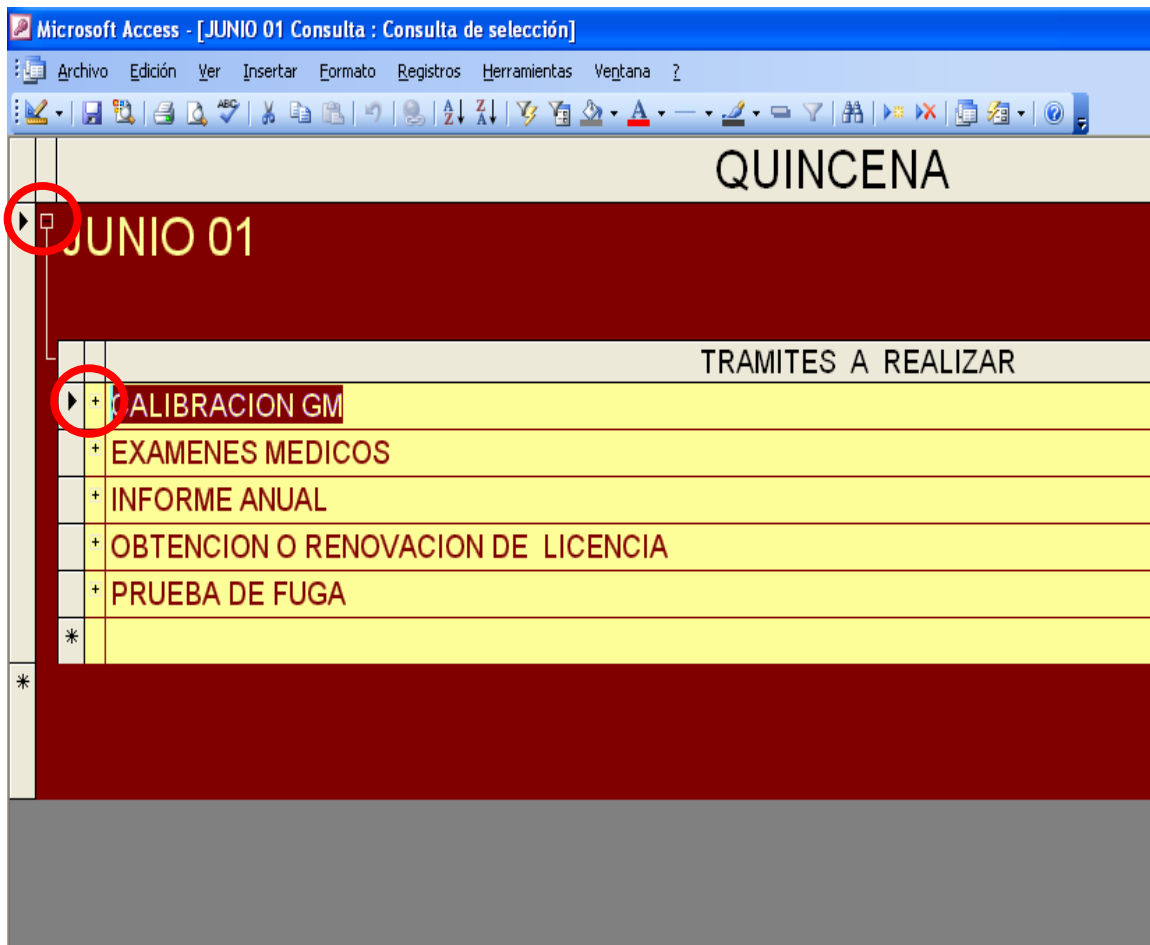 Microsoft Access - [JUNIO 01 Consulta : Consulta de selección]
Archivo Edición Ver Insertar Formato Registros Herramientas Ventana ?
QUINCENA
JUNIO 01
TRAMITES A REALIZAR
CALIBRACION GM
EXAMENES MEDICOS
INFORME ANUAL
OBTENCION O RENOVACION DE LICENCIA
PRUEBA DE FUGA